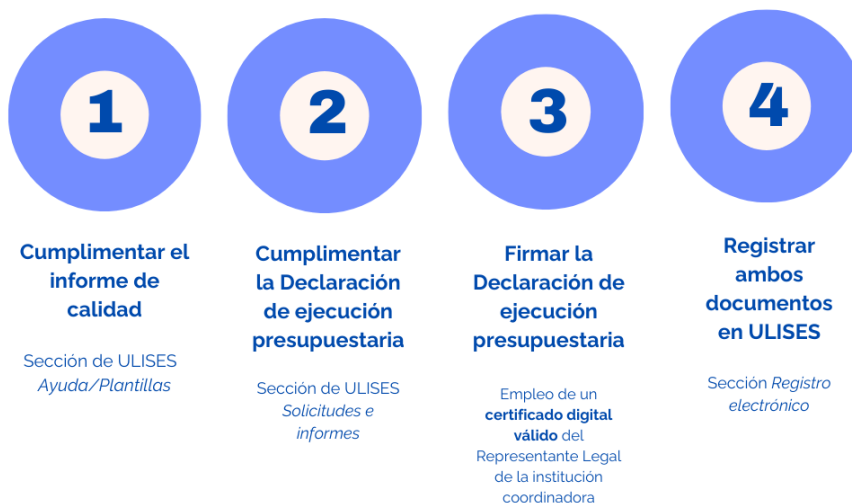 1
Cumplimentar el
informe de
calidad
Sección de ULISES
Ayuda/Plantillas
2
Cumplimentar
la Declaración
de ejecución
presupuestaria
Sección de ULISES
Solicitudes e
informes
3
Firmar la
Declaración de
ejecución
presupuestaria
Empleo de un
certificado digital
válido del
Representante Legal
de la institución
coordinadora
4
Registrar
ambos
documentos
en ULISES
Sección Registro
electrónico